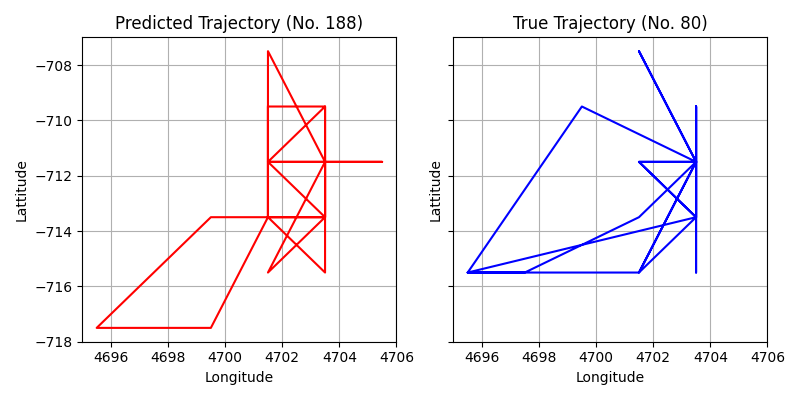 Predicted Trajectory (No. 188)
True Trajectory (No. 80)
Lattitude
−708
−710
−712
−714
−716
−718
4696 4698 4700 4702 4704 4706
Longitude
Lattitude
4696 4698 4700 4702 4704 4706
Longitude